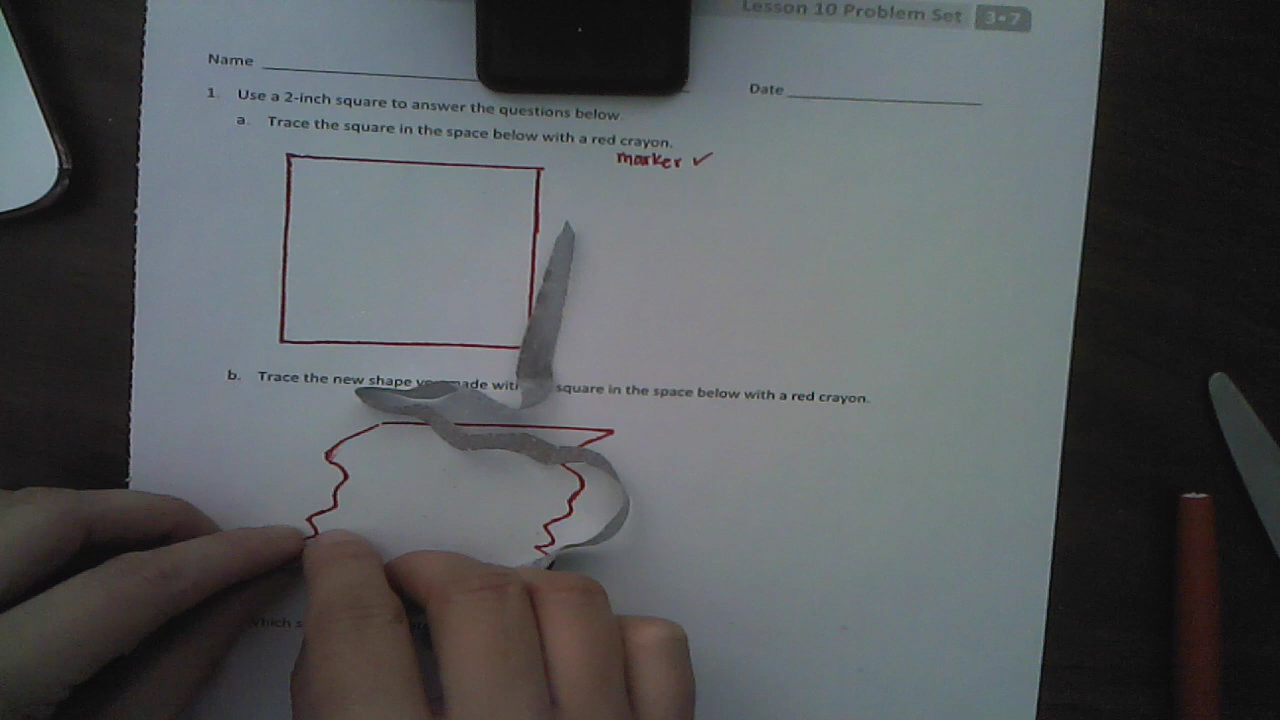 Lesson 10 Problem Set 3•7
Name
Date
1. Use a 2-inch square to answer the questions below.
a. Trace the square in the space below with a red crayon.
marker ✓
b. Trace the new shape made square in the space below with a red crayon.